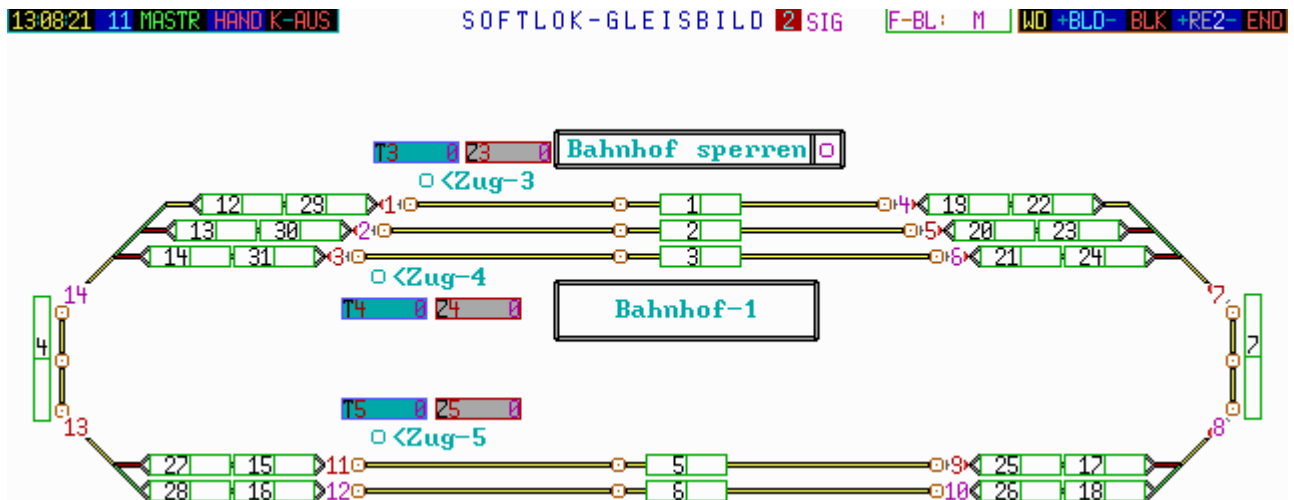 13:08:21 11 MASTR HAND K-AUS SOFTLOK-GLEISBILD 2 SIG F-BL: M WD +BLD- BLK +RE2- END
T3 0 Z3 0 Bahnhof sperren
<Zug-3
12 29 1 1 4 19 22
13 30 2 2 5 20 23
14 31 3 3 6 21 24
<Zug-4
14 7
T4 0 Z4 0 Bahnhof-1
4 7
T5 0 Z5 0
13 8
<Zug-5
27 15 11 5 9 25 17
28 16 12 6 10 26 18